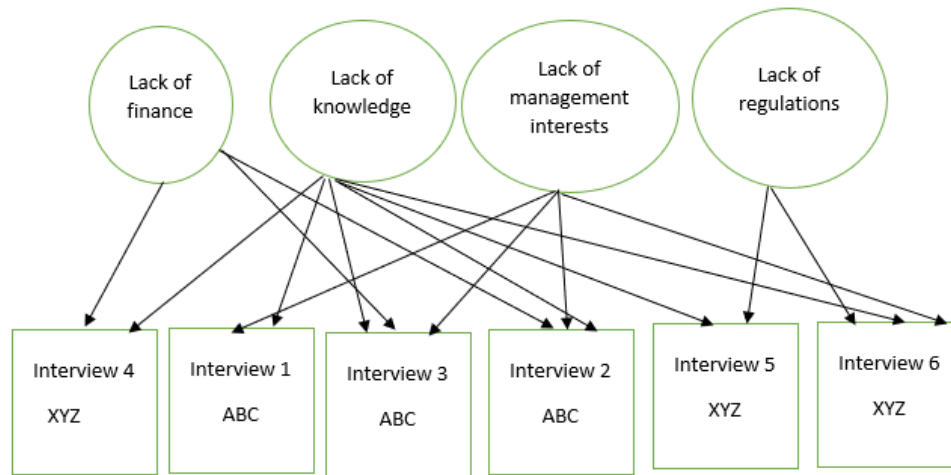 Lack of
finance
Lack of
knowledge
Lack of
management
interests
Lack of
regulations
Interview 4
XYZ
Interview 1
ABC
Interview 3
ABC
Interview 2
ABC
Interview 5
XYZ
Interview 6
XYZ